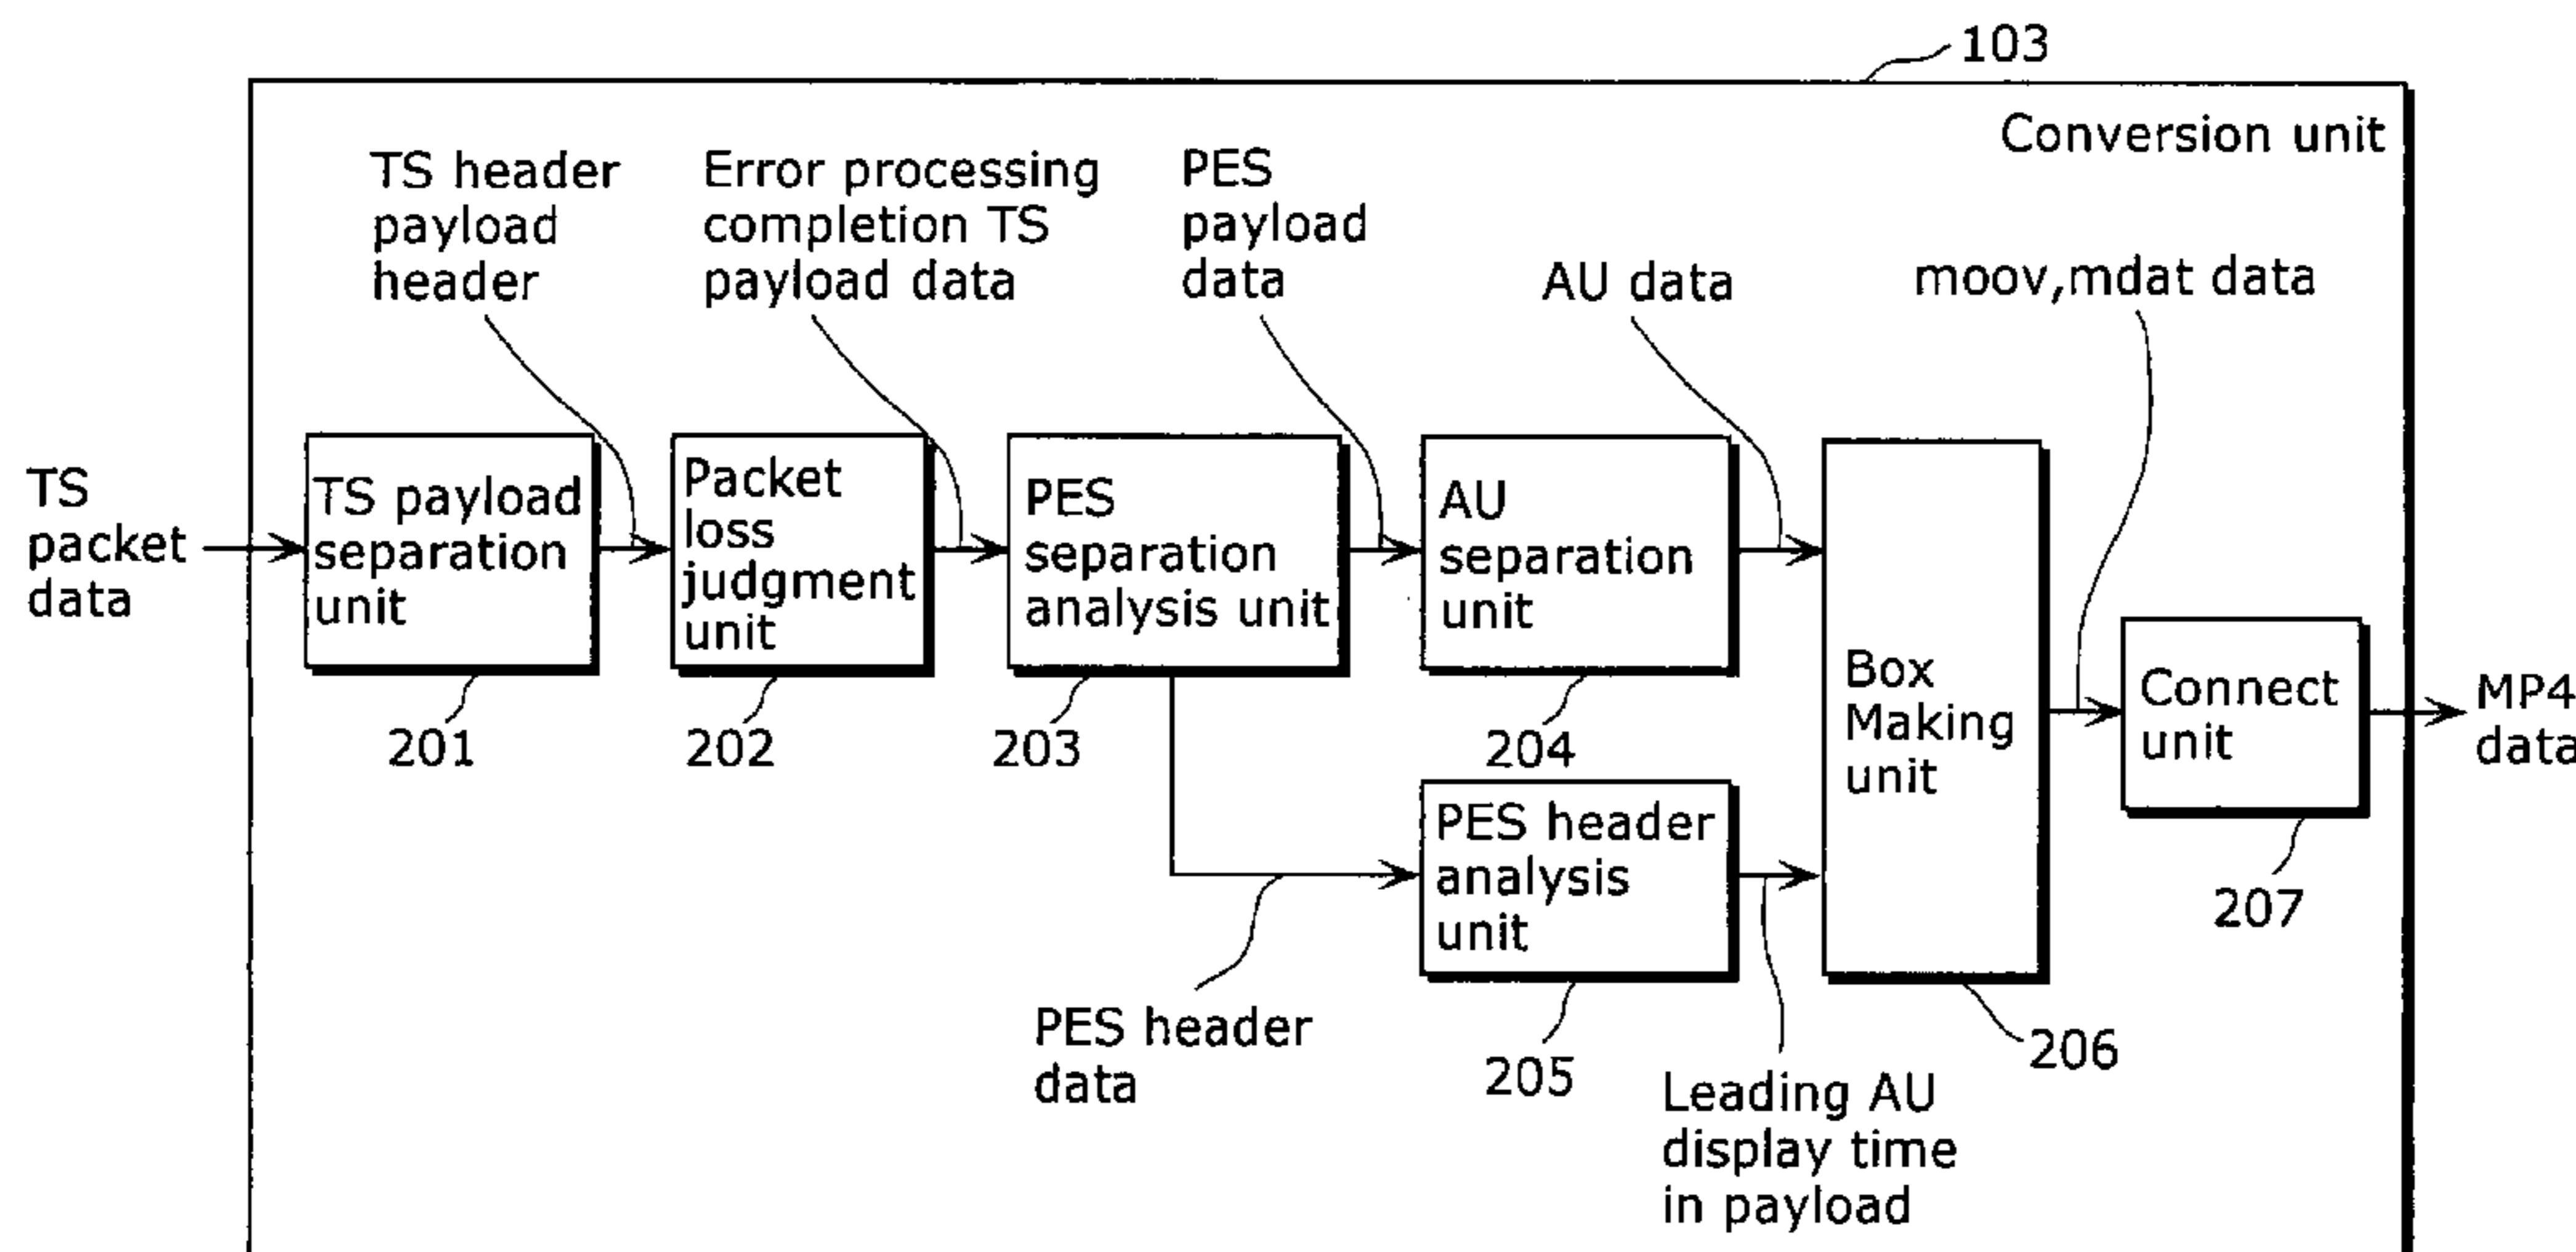 103
Conversion unit
TS header
payload
header
Error processing
completion TS
payload data
PES
payload
data
AU data
moov,mdat data
TS
packet
data
TS payload
separation
unit
Packet
loss
judgment
unit
PES
separation
analysis unit
AU
separation
unit
Box
Making
unit
Connect
unit
MP4
data
201
202
203
204
PES header
analysis
unit
207
PES header
data
205
206
Leading AU
display time
in payload